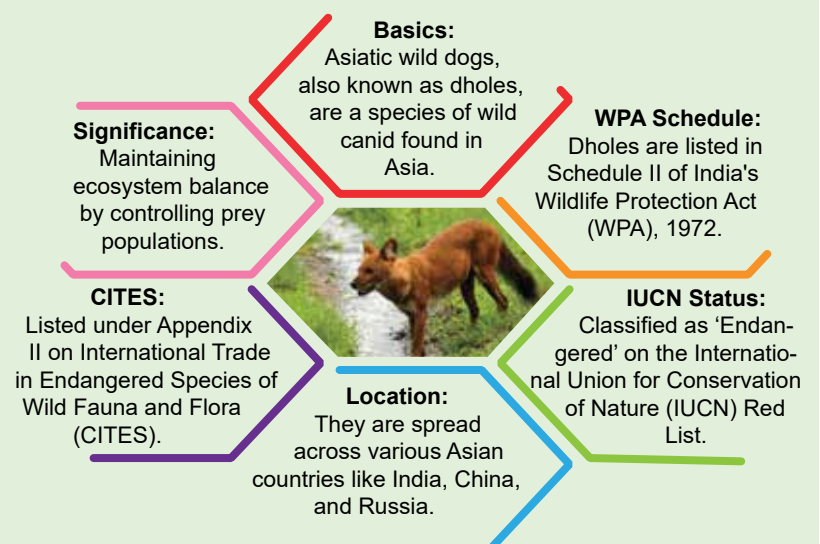 Basics:
Asiatic wild dogs,
also known as dholes,
are a species of wild
canid found in
Asia.
WPA Schedule:
Dholes are listed in
Schedule II of India's
Wildlife Protection Act
(WPA), 1972.
IUCN Status:
Classified as ‘Endan-
gered’ on the Internatio-
nal Union for Conservation
of Nature (IUCN) Red
List.
Location:
They are spread
across various Asian
countries like India, China,
and Russia.
CITES:
Listed under Appendix
II on International Trade
in Endangered Species of
Wild Fauna and Flora
(CITES).
Significance:
Maintaining
ecosystem balance
by controlling prey
populations.